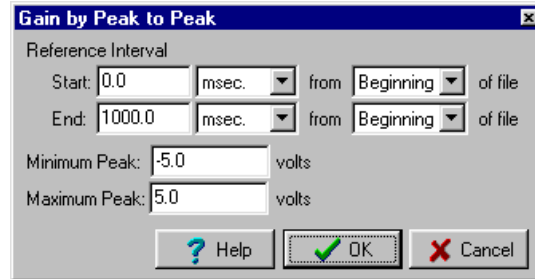 Gain by Peak to Peak
Reference Interval
Start: 0.0 msec. from Beginning of file
End: 1000.0 msec. from Beginning of file
Minimum Peak: -5.0 volts
Maximum Peak: 5.0 volts
? Help OK Cancel